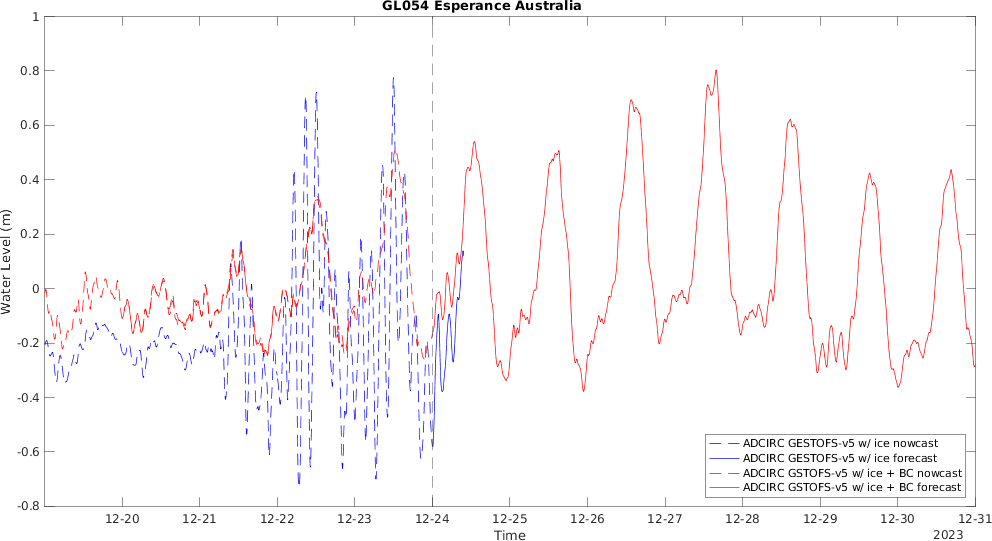 GL054 Esperance Australia
1
0.8
0.6
0.4
0.2
0
-0.2
-0.4
-0.6
-0.8
Water Level (m)
ADCIRC GESTOFS-v5 w/ ice nowcast
ADCIRC GESTOFS-v5 w/ ice forecast
ADCIRC GSTOFS-v5 w/ ice + BC nowcast
ADCIRC GSTOFS-v5 w/ ice + BC forecast
12-20 12-21 12-22 12-23 12-24 12-25 12-26 12-27 12-28 12-29 12-30 12-31
Time
2023